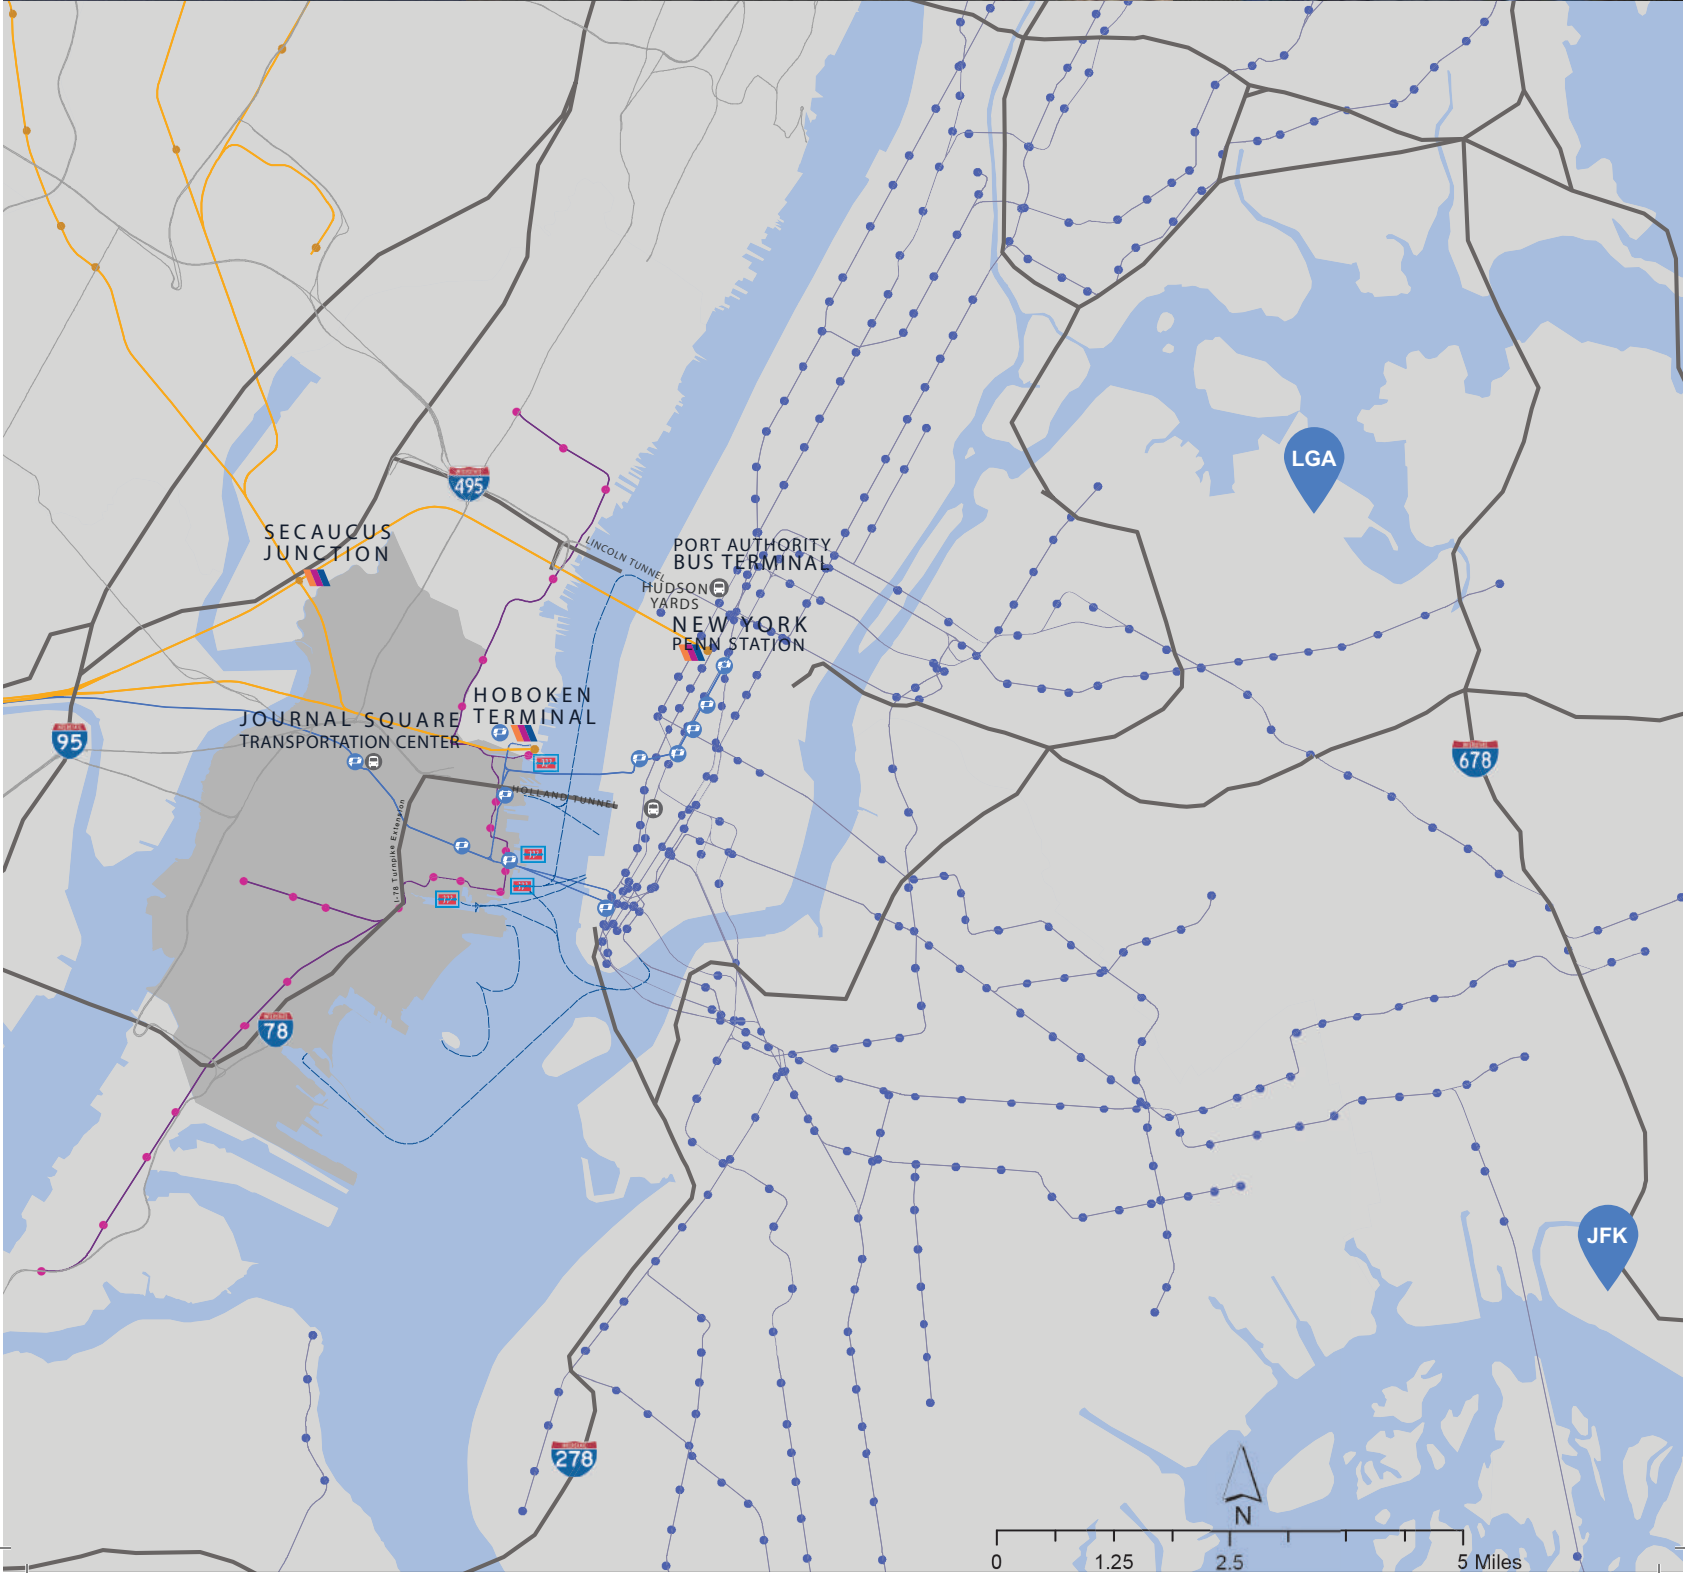 LGA
INTERSTATE
495
SECAUCUS
JUNCTION
LINCOLN TUNNEL
PORT AUTHORITY
BUS TERMINAL
HUDSON
YARDS
NEW YORK
PENN STATION
HOBOKEN
TERMINAL
JOURNAL SQUARE
TRANSPORTATION CENTER
95
678
HOLLAND TUNNEL
I-78 Turnpike Extension
78
JFK
278
N
0 1.25 2.5 5 Miles